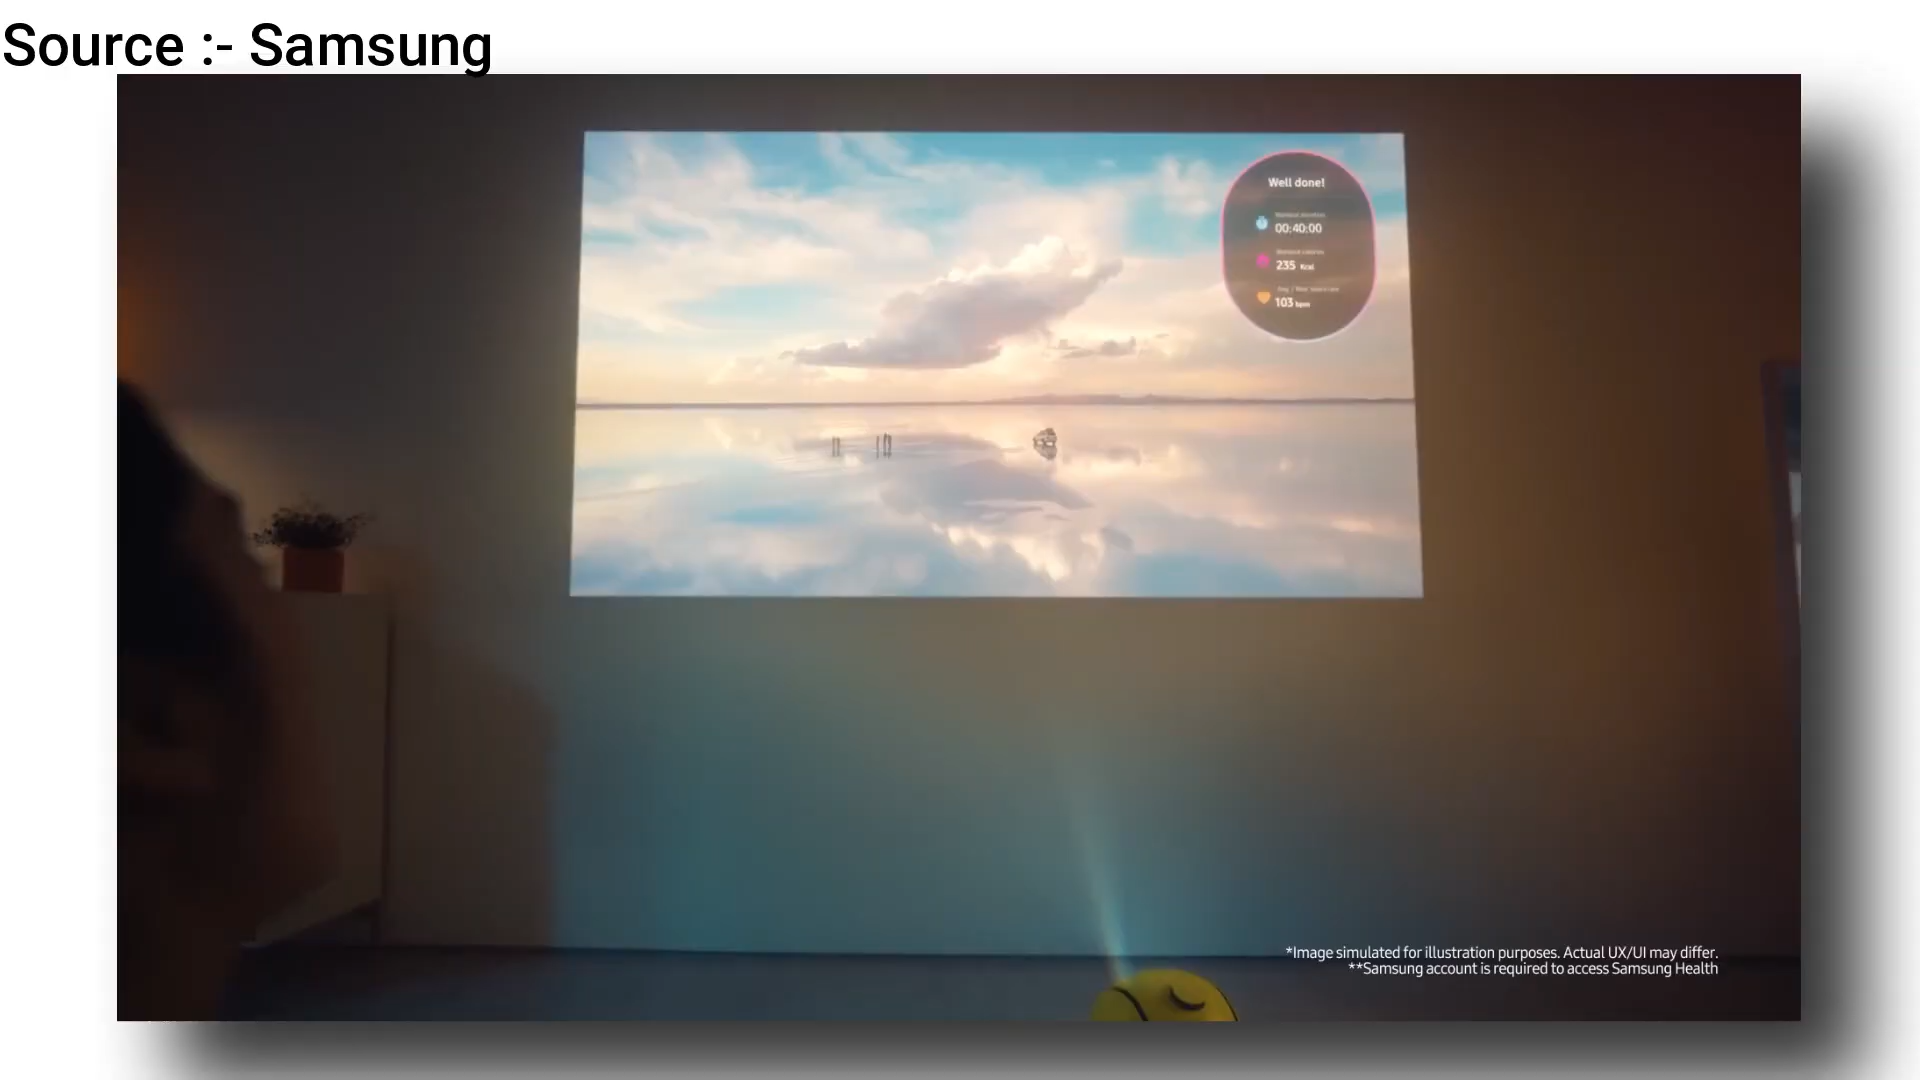 Source :- Samsung
Well done!
00:40:00
235 Kcal
103 bpm
*Image simulated for illustration purposes. Actual UX/UI may differ.
**Samsung account is required to access Samsung Health